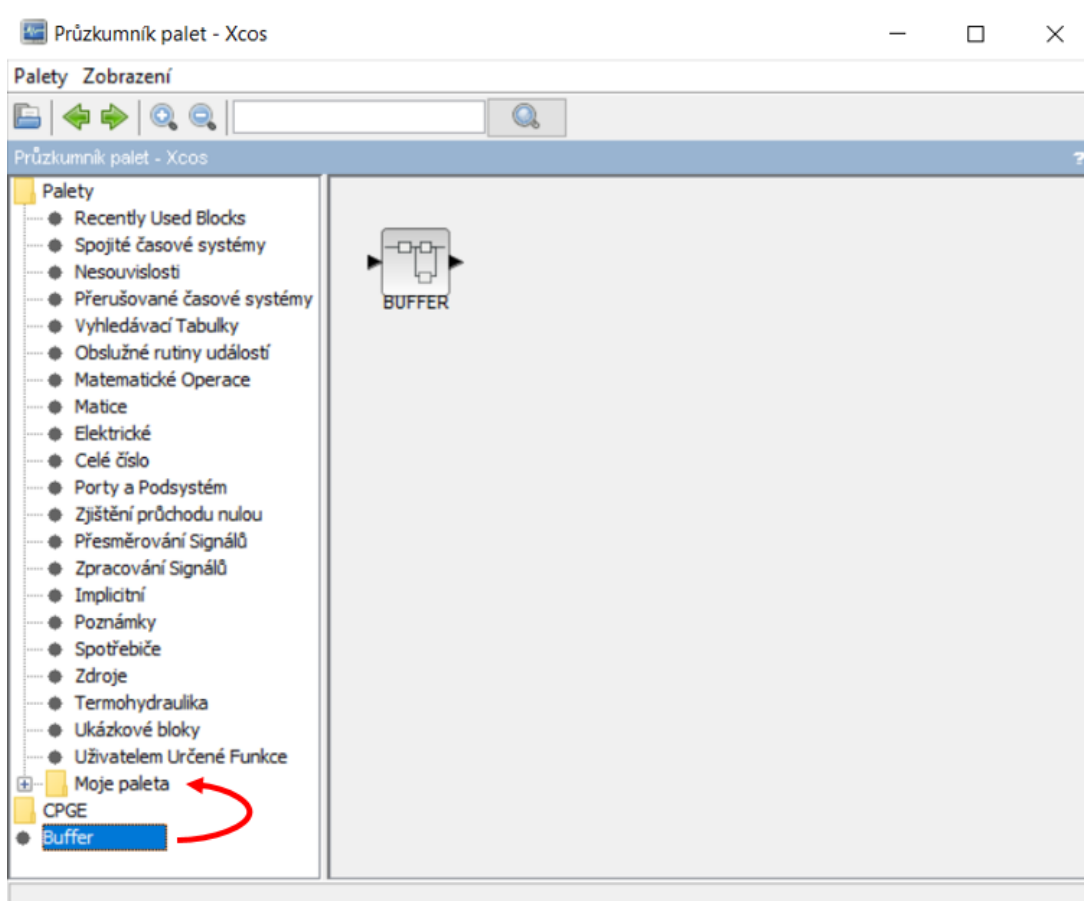 Průzkumník palet - Xcos
Palety Zobrazení
Průzkumník palet - Xcos ?
Palety
Recently Used Blocks
Spojité časové systémy
Nesouvislosti
Přerušované časové systémy
Vyhledávací Tabulky
Obslužné rutiny událostí
Matematické Operace
Matice
Elektrické
Celé číslo
Porty a Podsystém
Zjištění průchodu nulou
Přesměrování Signálů
Zpracování Signálů
Implicitní
Poznámky
Spotřebiče
Zdroje
Termohydraulika
Ukázkové bloky
Uživatelem Určené Funkce
Moje paleta
CPGE
Buffer
BUFFER